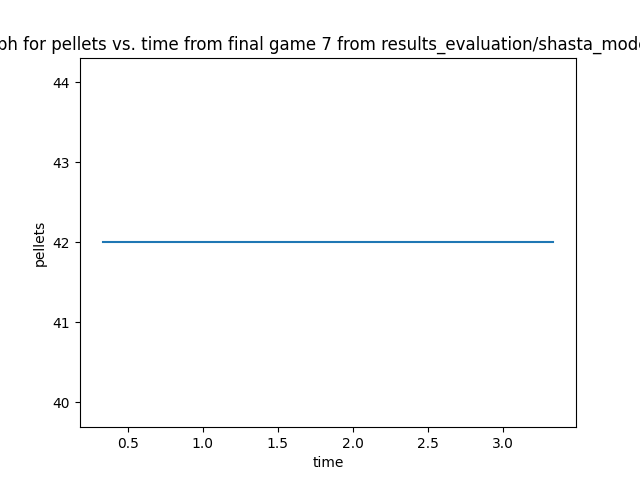 ph for pellets vs. time from final game 7 from results_evaluation/shasta_mod
44
43
42
41
40
pellets
0.5 1.0 1.5 2.0 2.5 3.0
time